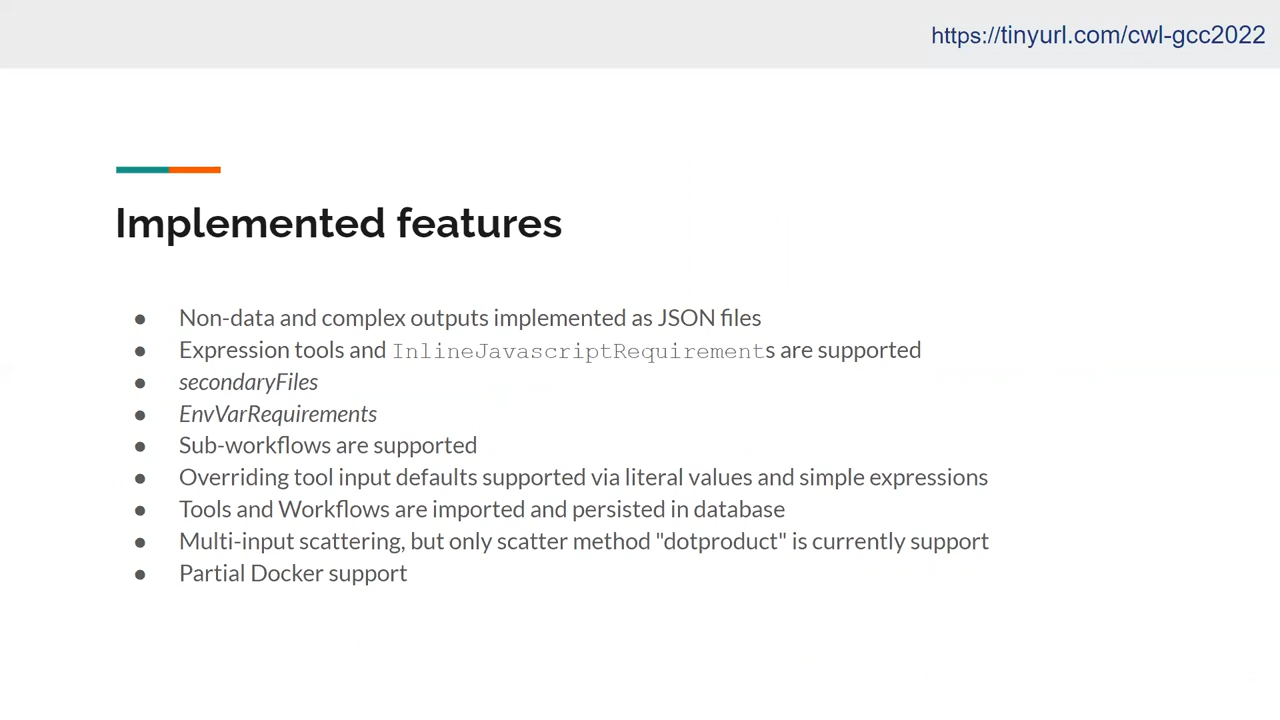 https://tinyurl.com/cwl-gcc2022
Implemented features
● Non-data and complex outputs implemented as JSON files
● Expression tools and InlineJavascriptRequirements are supported
● secondaryFiles
● EnvVarRequirements
● Sub-workflows are supported
● Overriding tool input defaults supported via literal values and simple expressions
● Tools and Workflows are imported and persisted in database
● Multi-input scattering, but only scatter method "dotproduct" is currently support
● Partial Docker support